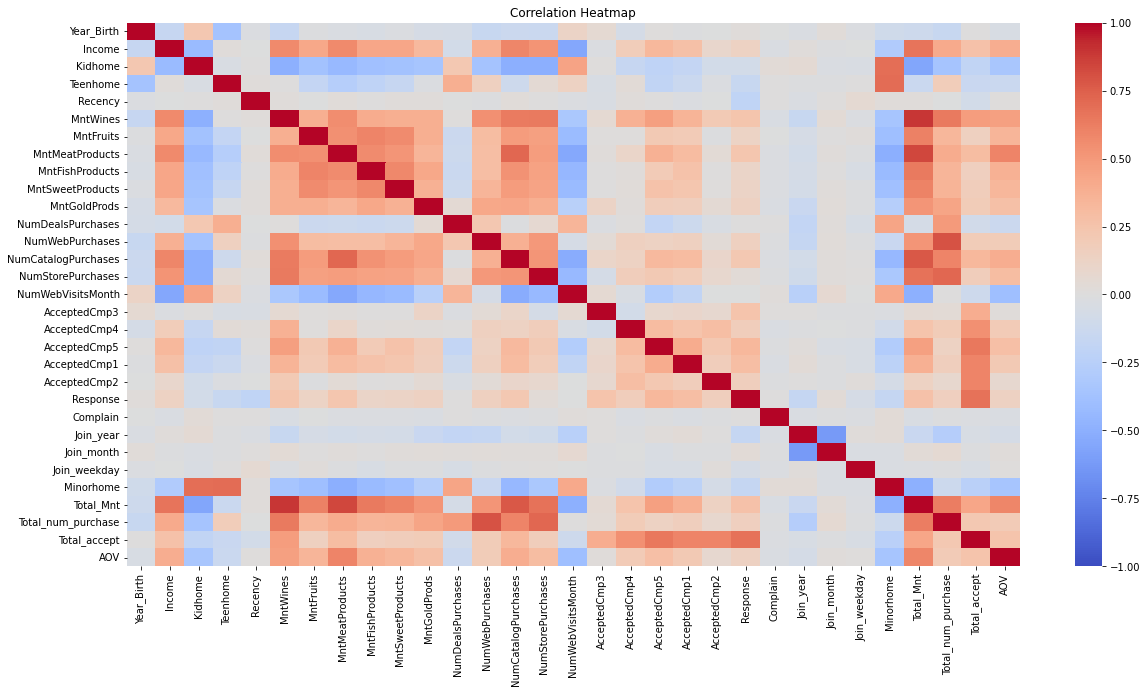 Correlation Heatmap
Year_Birth
Income
Kidhome
Teenhome
Recency
MntWines
MntFruits
MntMeatProducts
MntFishProducts
MntSweetProducts
MntGoldProds
NumDealsPurchases
NumWebPurchases
NumCatalogPurchases
NumStorePurchases
NumWebVisitsMonth
AcceptedCmp3
AcceptedCmp4
AcceptedCmp5
AcceptedCmp1
AcceptedCmp2
Response
Complain
Join_year
Join_month
Join_weekday
Minorhome
Total_Mnt
Total_num_purchase
Total_accept
AOV
Year_Birth
Income
Kidhome
Teenhome
Recency
MntWines
MntFruits
MntMeatProducts
MntFishProducts
MntSweetProducts
MntGoldProds
NumDealsPurchases
NumWebPurchases
NumCatalogPurchases
NumStorePurchases
NumWebVisitsMonth
AcceptedCmp3
AcceptedCmp4
AcceptedCmp5
AcceptedCmp1
AcceptedCmp2
Response
Complain
Join_year
Join_month
Join_weekday
Minorhome
Total_Mnt
Total_num_purchase
Total_accept
AOV
1.00
0.75
0.50
0.25
0.00
−0.25
−0.50
−0.75
−1.00